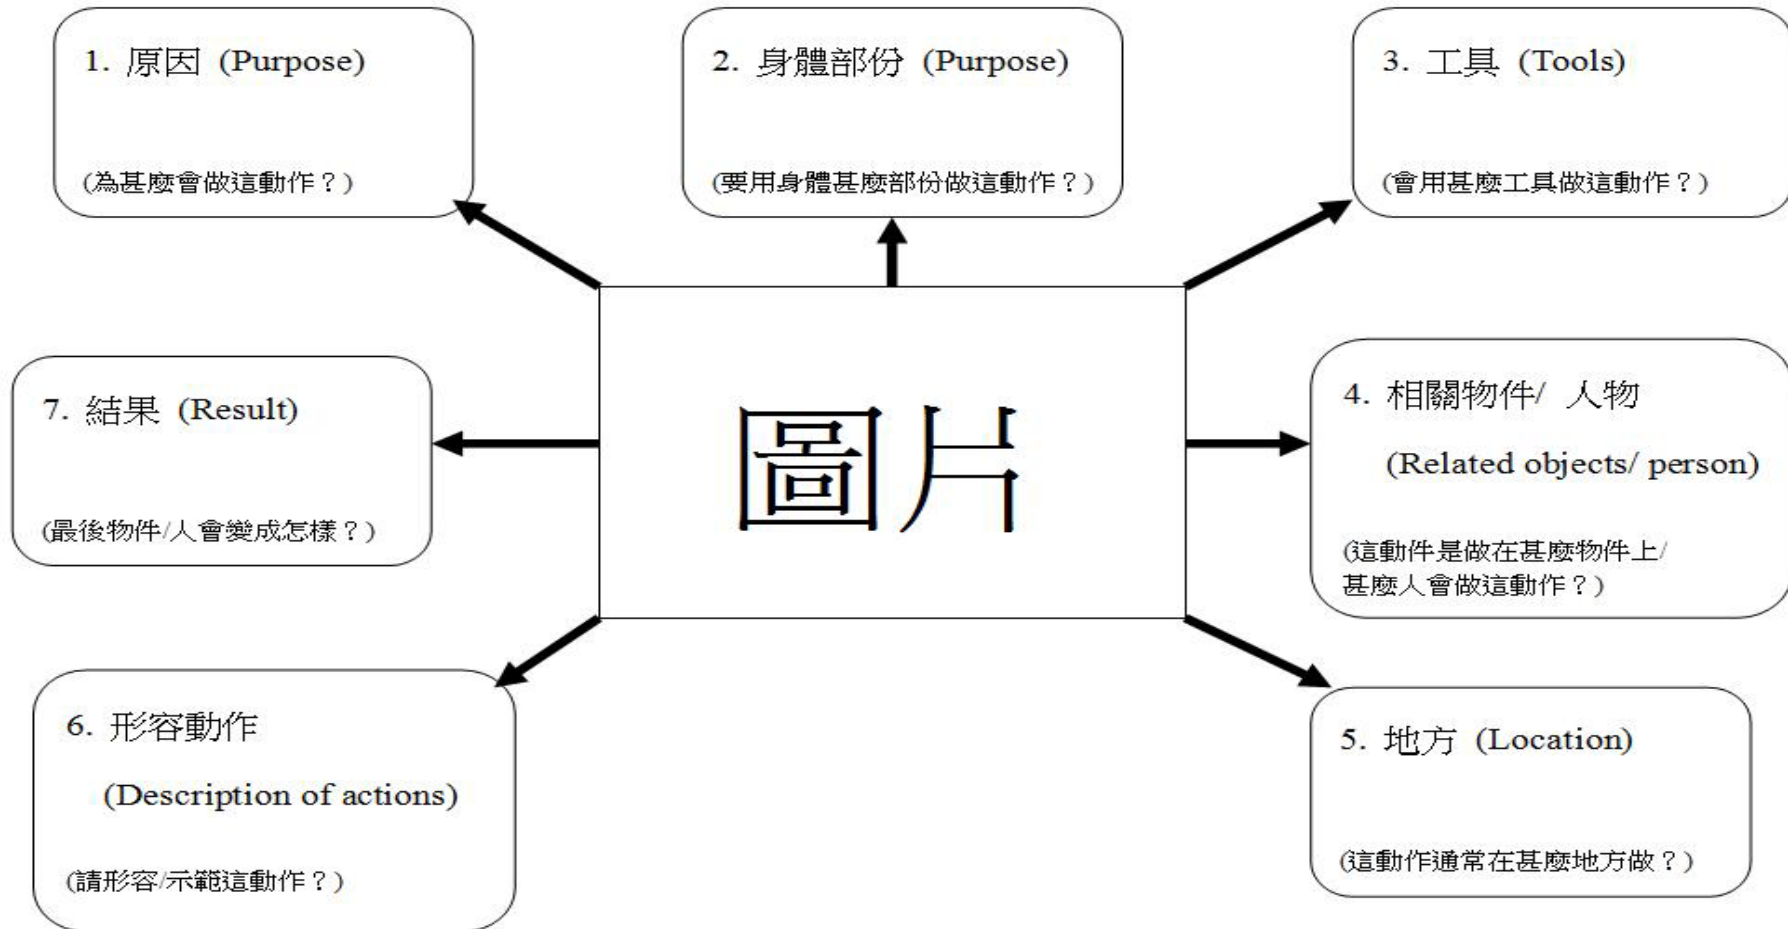 1. 原因 (Purpose)
(為甚麼會做這動作？)
2. 身體部份 (Purpose)
(要用身體甚麼部份做這動作？)
3. 工具 (Tools)
(會用甚麼工具做這動作？)
圖片
4. 相關物件/ 人物
(Related objects/ person)
(這動件是做在甚麼物件上/
甚麼人會做這動作？)
5. 地方 (Location)
(這動作通常在甚麼地方做？)
6. 形容動作
(Description of actions)
(請形容/示範這動作？)
7. 結果 (Result)
(最後物件/人會變成怎樣？)